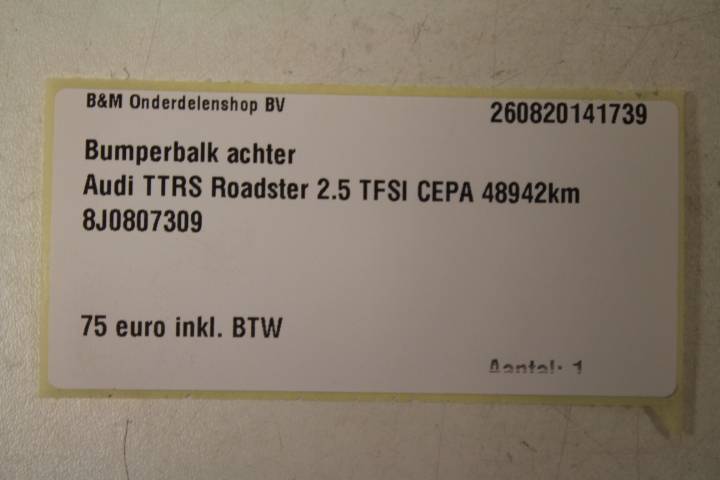 B&M Onderdelenshop BV 260820141739
Bumperbalk achter
Audi TTRS Roadster 2.5 TFSI CEPA 48942km
8J0807309
75 euro inkl. BTW
Aantal: 1